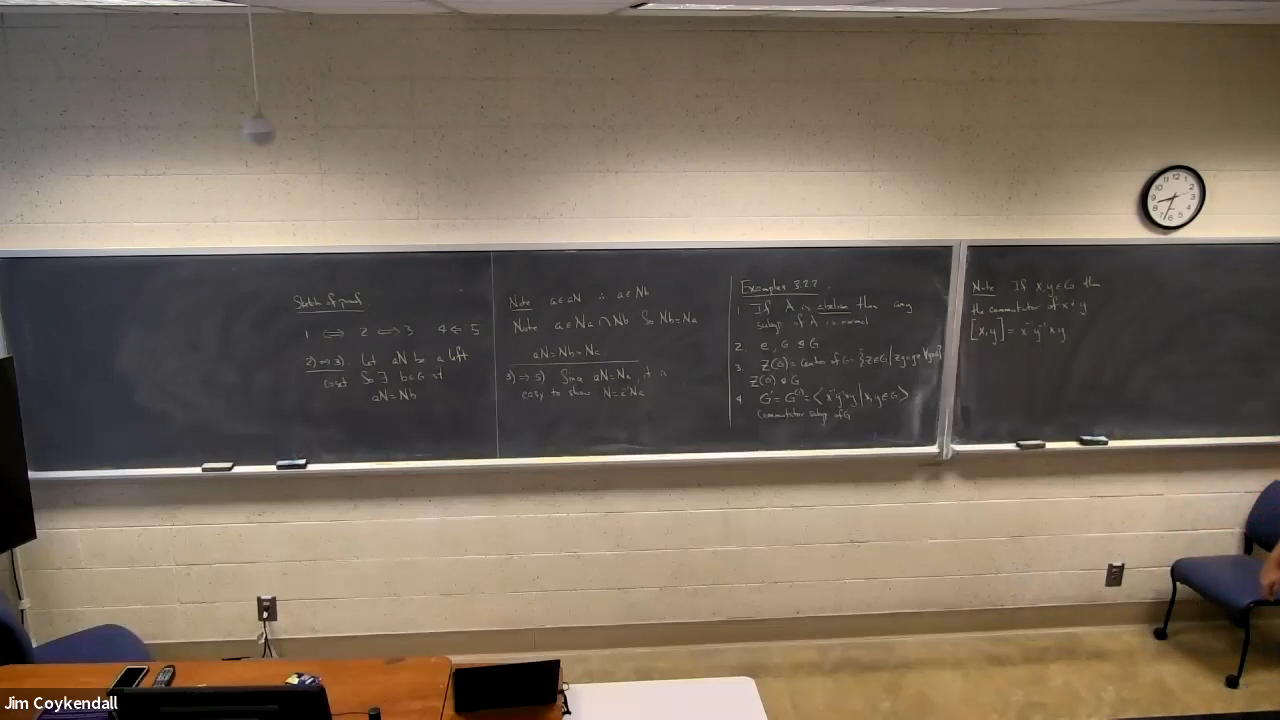 Sketch of proof
1 ⟺ 2 ⟺ 3 4 ⇐ 5
2) ⇒ 3) Let aN be a left
coset So ∃ b∈G st
aN = Nb
Note a ∈ aN ∴ a ∈ Nb
Note a ∈ Na ∩ Nb So Nb = Na
aN = Nb = Na
3) ⇒ 5) Since aN = Na, it is
easy to show N = a⁻¹Na
Examples 3.2.2
1. If A is abelian then any
subgp of A is normal
2. e, G ⊴ G
3. Z(G) = Center of G = {z∈G | zg = gz ∀g∈G}
Z(G) ⊴ G
4. G' = G⁽¹⁾ = ⟨x⁻¹y⁻¹xy | x, y ∈ G⟩
Commutator subgp of G
Note If x, y ∈ G then
the commutator of x + y
[x,y] = x⁻¹y⁻¹xy
Jim Coykendall